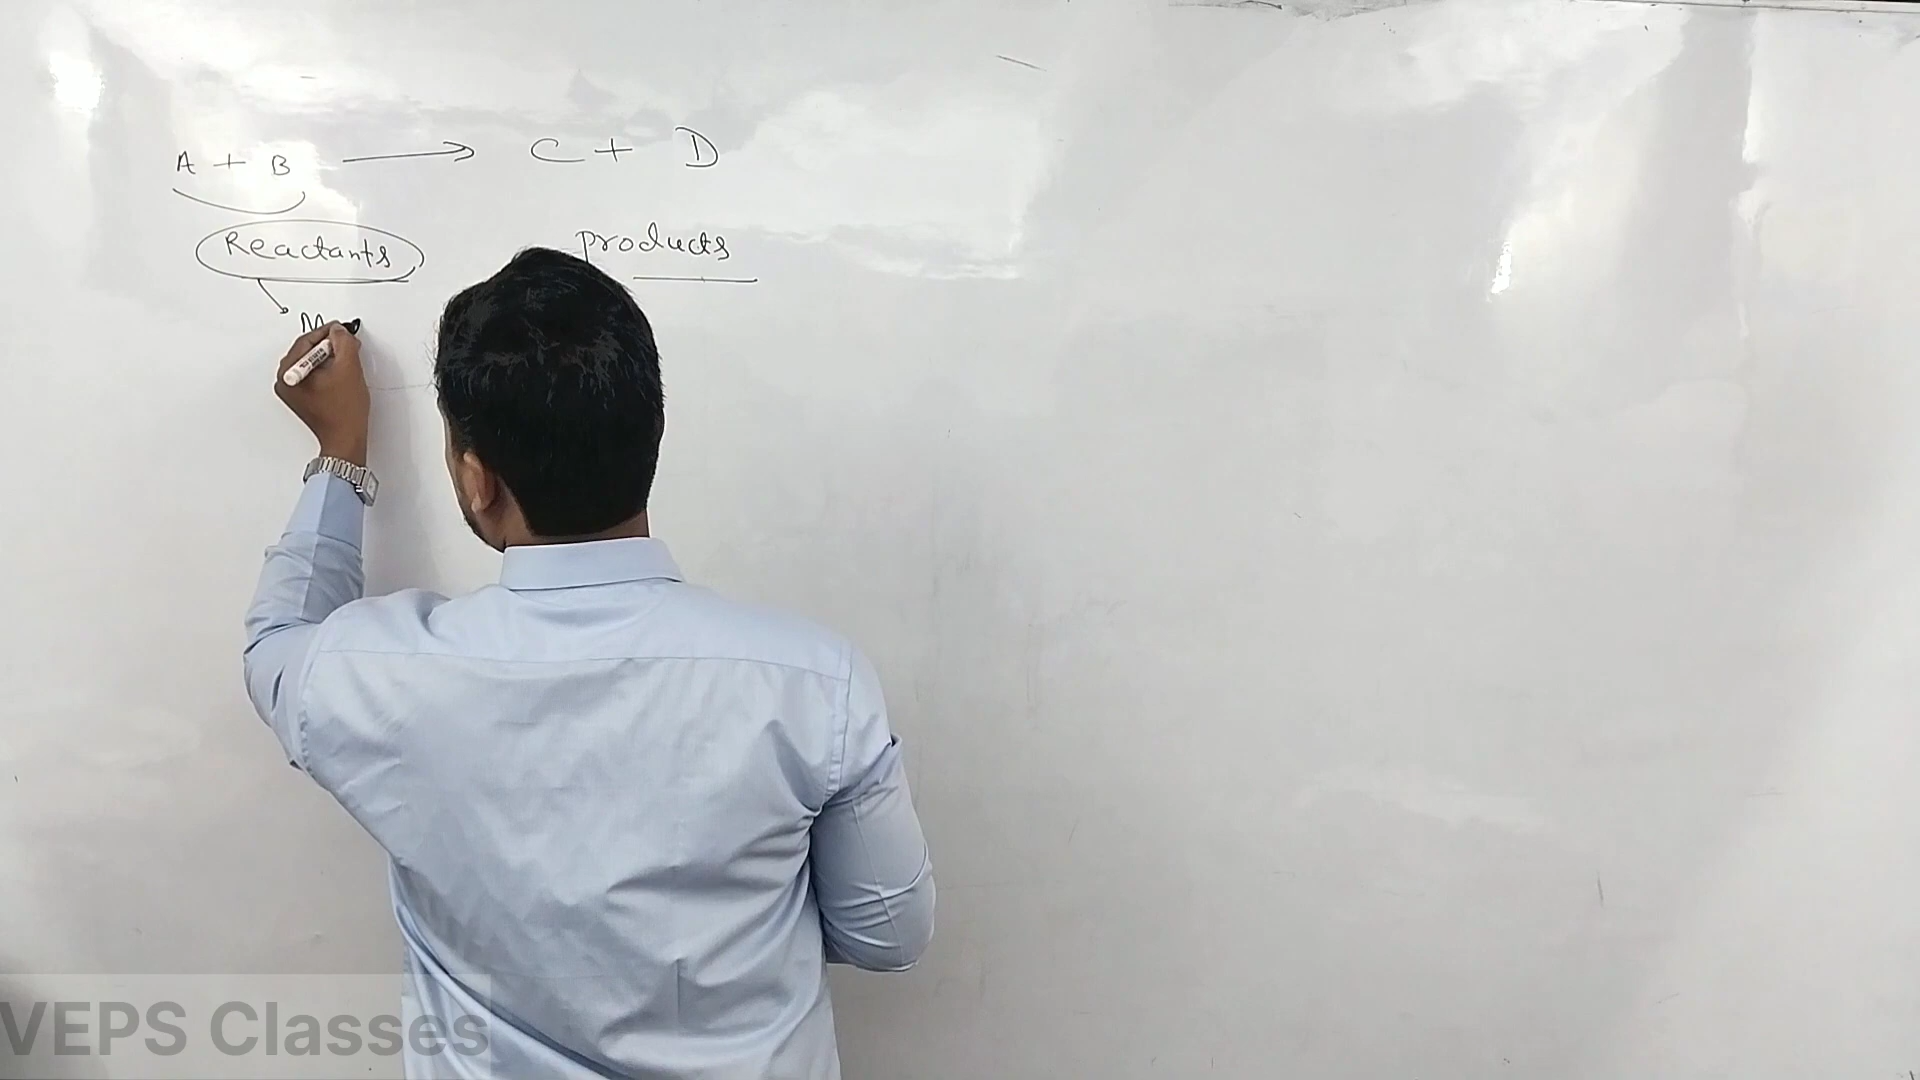 A + B → C + D
Reactants products
M
VEPS Classes